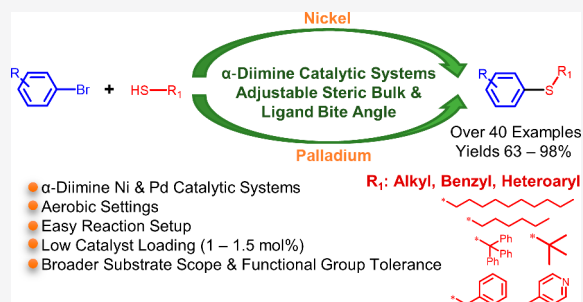 Nickel
R
Br
+
HS-R1
α-Diimine Catalytic Systems
Adjustable Steric Bulk &
Ligand Bite Angle
R
S
R1
Palladium
Over 40 Examples
Yields 63 – 98%
α-Diimine Ni & Pd Catalytic Systems
Aerobic Settings
Easy Reaction Setup
Low Catalyst Loading (1 – 1.5 mol%)
Broader Substrate Scope & Functional Group Tolerance
R1: Alkyl, Benzyl, Heteroaryl
*
*
* Ph
Ph
Ph
*
*
*
N